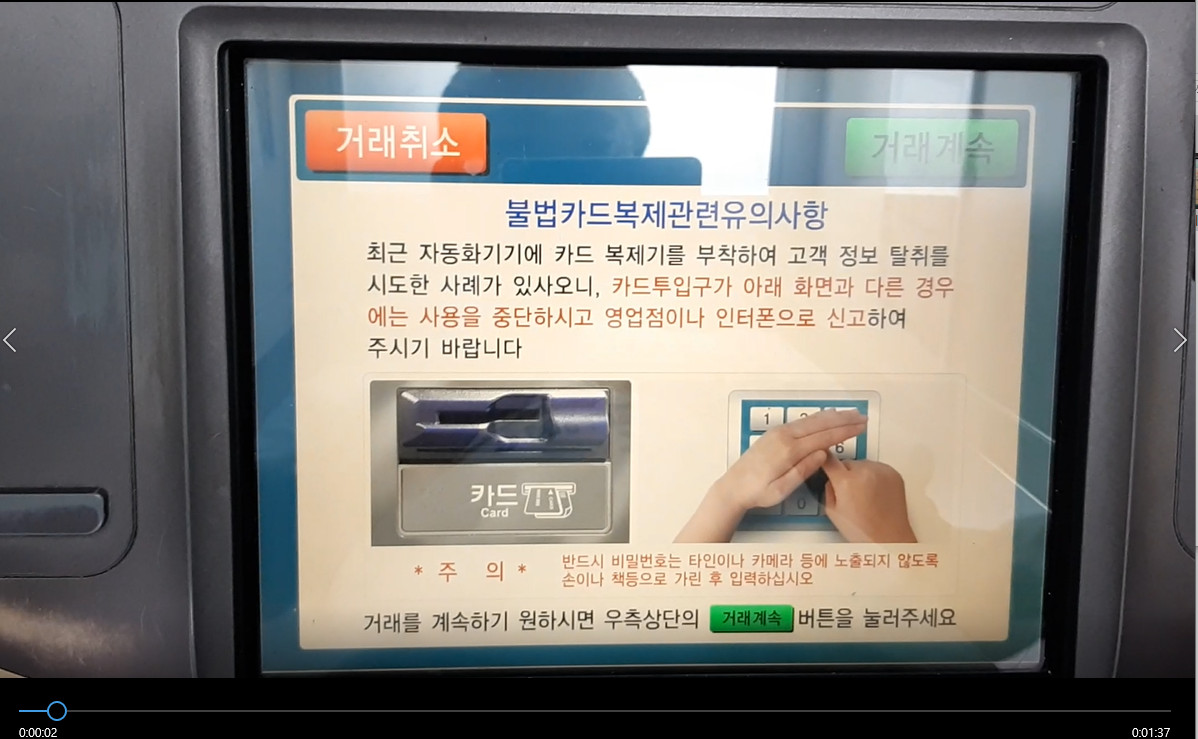 거래취소
거래계속
불법카드복제관련유의사항
최근 자동화기기에 카드 복제기를 부착하여 고객 정보 탈취를
시도한 사례가 있사오니, 카드투입구가 아래 화면과 다른 경우
에는 사용을 중단하시고 영업점이나 인터폰으로 신고하여
주시기 바랍니다
1
6
0
카드
Card
* 주 의 *
반드시 비밀번호는 타인이나 카메라 등에 노출되지 않도록
손이나 책등으로 가린 후 입력하십시오
거래를 계속하기 원하시면 우측상단의 거래계속 버튼을 눌러주세요
0:00:02
0:01:37